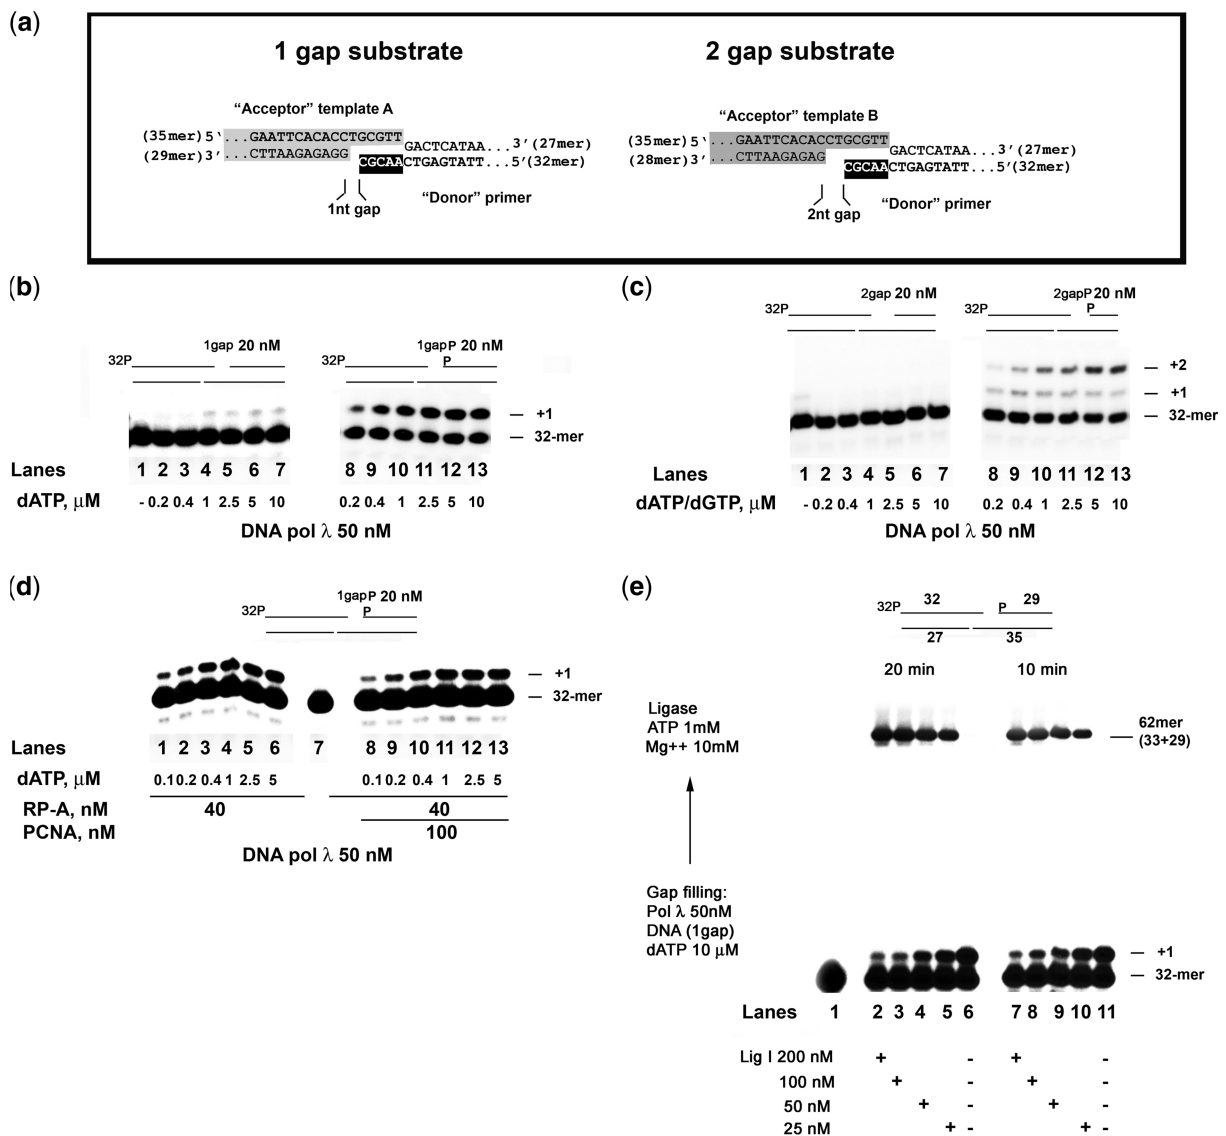 (a)
1 gap substrate 2 gap substrate
“Acceptor” template A “Acceptor” template B
(35mer)5‘ ...GAATTCACACCTGCGTT GACTCATAA...3’(27mer)
(29mer)3’ ...CTTAAGAGAGG CGCAACTGAGTATT...5’(32mer)
1nt gap “Donor” primer
(35mer)5‘ ...GAATTCACACCTGCGTT GACTCATAA...3’(27mer)
(28mer)3’ ...CTTAAGAGAG CGCAACTGAGTATT...5’(32mer)
2nt gap “Donor” primer
(b)
32P 1gap 20 nM 32P 1gapP 20 nM
P
+1
32-mer
Lanes 1 2 3 4 5 6 7 8 9 10 11 12 13
dATP, μM - 0.2 0.4 1 2.5 5 10 0.2 0.4 1 2.5 5 10
DNA pol λ 50 nM
(c)
32P 2gap 20 nM 32P 2gapP 20 nM
P
+2
+1
32-mer
Lanes 1 2 3 4 5 6 7 8 9 10 11 12 13
dATP/dGTP, μM - 0.2 0.4 1 2.5 5 10 0.2 0.4 1 2.5 5 10
DNA pol λ 50 nM
(d)
32P 1gapP 20 nM
P
+1
32-mer
Lanes 1 2 3 4 5 6 7 8 9 10 11 12 13
dATP, μM 0.1 0.2 0.4 1 2.5 5 0.1 0.2 0.4 1 2.5 5
RP-A, nM 40 40
PCNA, nM 100
DNA pol λ 50 nM
(e)
32P 32 P 29
27 35
20 min 10 min
Ligase
ATP 1mM
Mg++ 10mM
62mer
(33+29)
Gap filling:
Pol λ 50nM
DNA (1gap)
dATP 10 μM
+1
32-mer
Lanes 1 2 3 4 5 6 7 8 9 10 11
Lig I 200 nM + - + -
100 nM + - + -
50 nM + - + -
25 nM + - + -